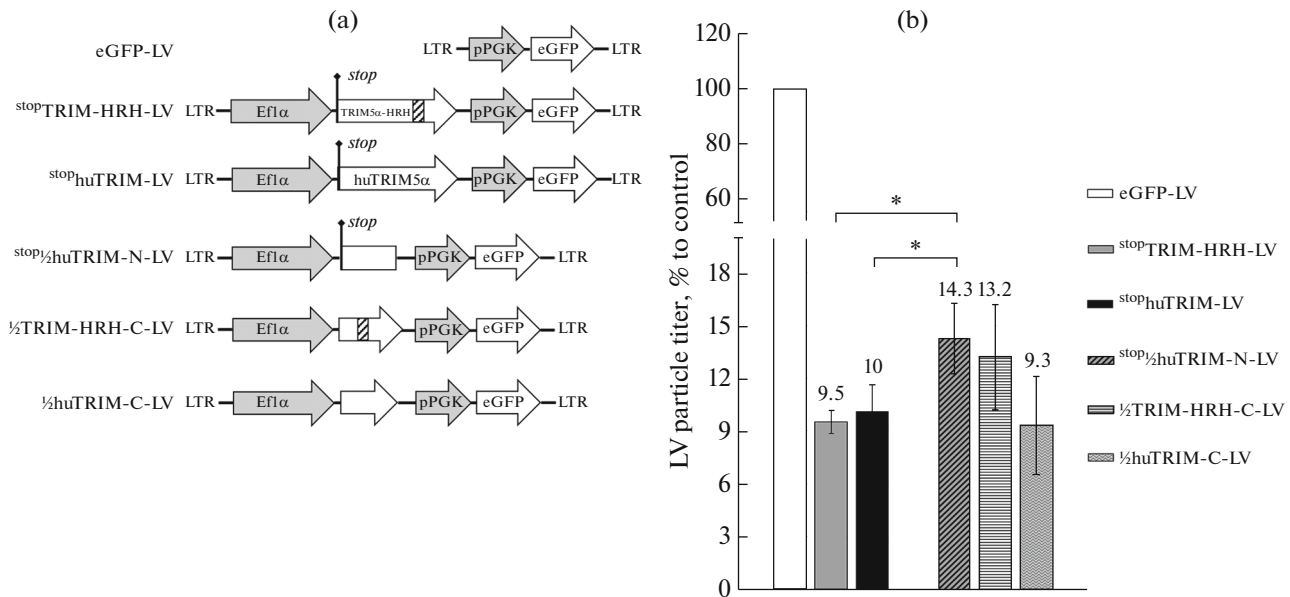 (a)
eGFP-LV
LTR pPGK eGFP LTR
stop
stopTRIM-HRH-LV LTR Ef1α TRIM5α-HRH pPGK eGFP LTR
stop
stophuTRIM-LV LTR Ef1α huTRIM5α pPGK eGFP LTR
stop
stop½huTRIM-N-LV LTR Ef1α pPGK eGFP LTR
½TRIM-HRH-C-LV LTR Ef1α pPGK eGFP LTR
½huTRIM-C-LV LTR Ef1α pPGK eGFP LTR
(b)
LV particle titer, % to control
120
100
80
60
18
15
12
9
6
3
0
*
*
9.5
10
14.3
13.2
9.3
eGFP-LV
stopTRIM-HRH-LV
stophuTRIM-LV
stop½huTRIM-N-LV
½TRIM-HRH-C-LV
½huTRIM-C-LV